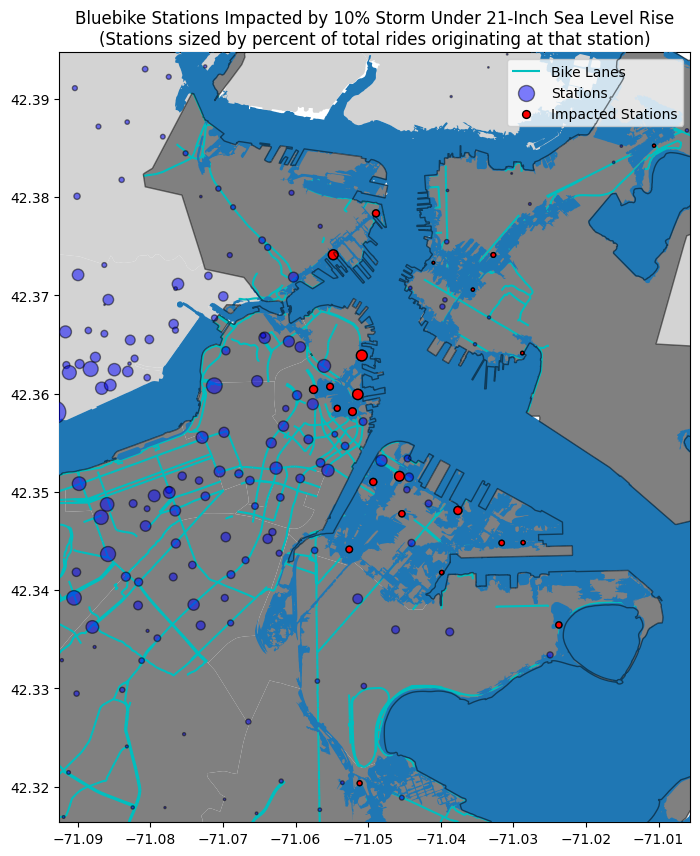 Bluebike Stations Impacted by 10% Storm Under 21-Inch Sea Level Rise
(Stations sized by percent of total rides originating at that station)
Bike Lanes
Stations
Impacted Stations
42.39
42.38
42.37
42.36
42.35
42.34
42.33
42.32
−71.09 −71.08 −71.07 −71.06 −71.05 −71.04 −71.03 −71.02 −71.01